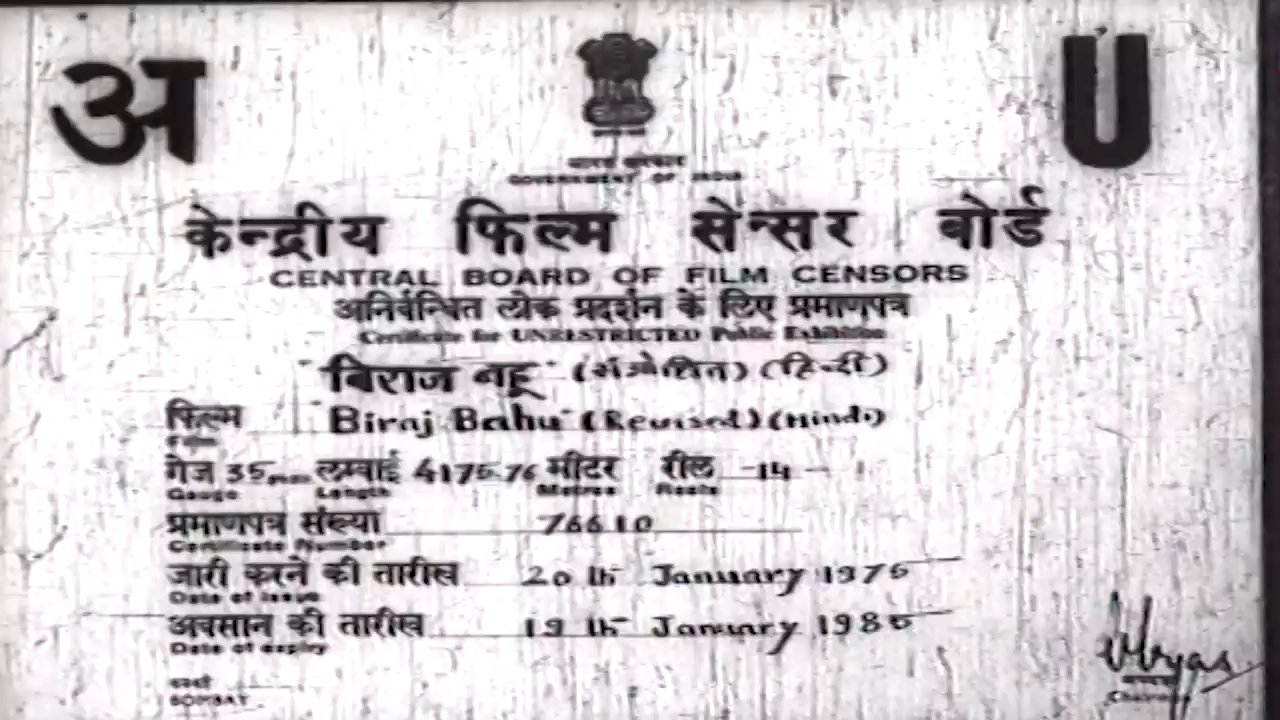 अ U
भारत सरकार
GOVERNMENT OF INDIA
केन्द्रीय फिल्म सेन्सर बोर्ड
CENTRAL BOARD OF FILM CENSORS
अनिर्बन्धित लोक प्रदर्शन के लिए प्रमाणपत्र
Certificate for UNRESTRICTED Public Exhibition
"बिराज बहू" (संशोधित) (हिन्दी)
फिल्म "Biraj Bahu" (Revised) (Hindi)
गेज 35mm लम्बाई 4175.76 मीटर रील -14-
Gauge Length Metres Reels
प्रमाणपत्र संख्या 76610
Certificate Number
जारी करने की तारीख 20th January 1976
Date of issue
अवसान की तारीख 19th January 1986
Date of expiry
BOMBAY
Chairman